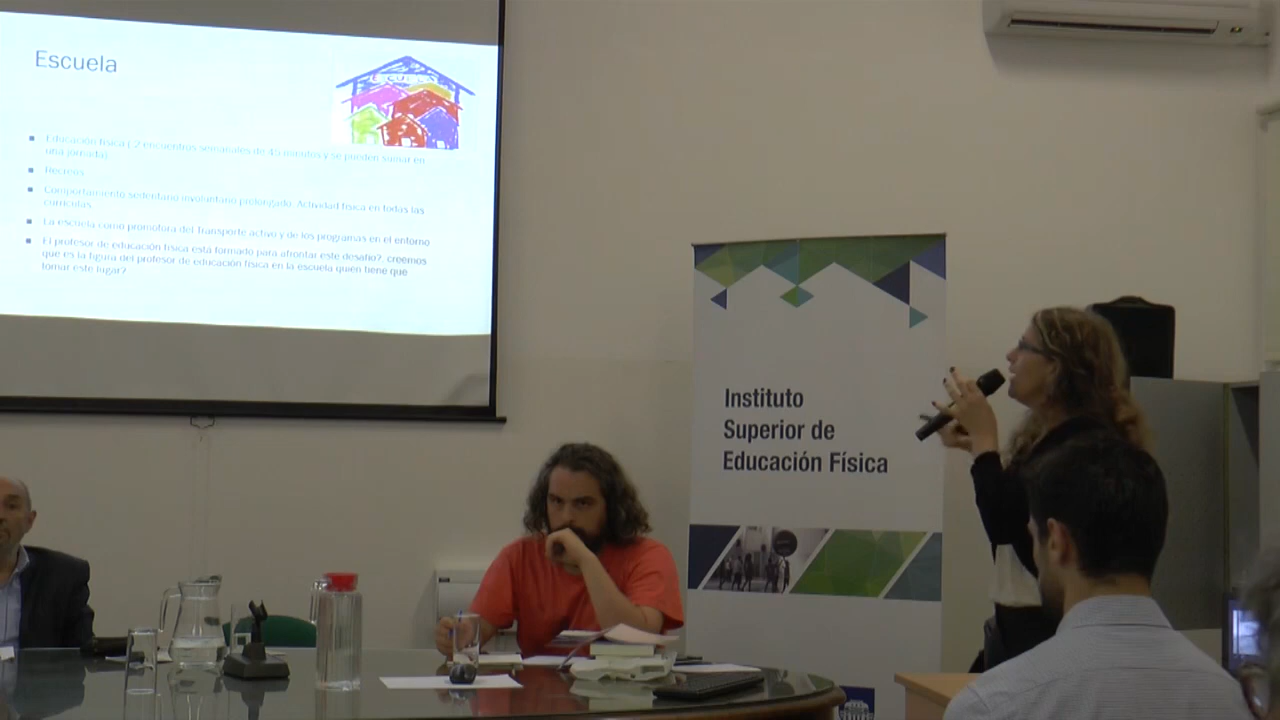 Escuela
ESCUELA
Educación física ( 2 encuentros semanales de 45 minutos y se pueden sumar en
una jornada)
Recreos
Comportamiento sedentario involuntario prolongado. Actividad física en todas las
currículas.
La escuela como promotora del Transporte activo y de los programas en el entorno
El profesor de educación física está formado para afrontar este desafío?, creemos
que es la figura del profesor de educación física en la escuela quién tiene que
tomar este lugar?
Instituto
Superior de
Educación Física